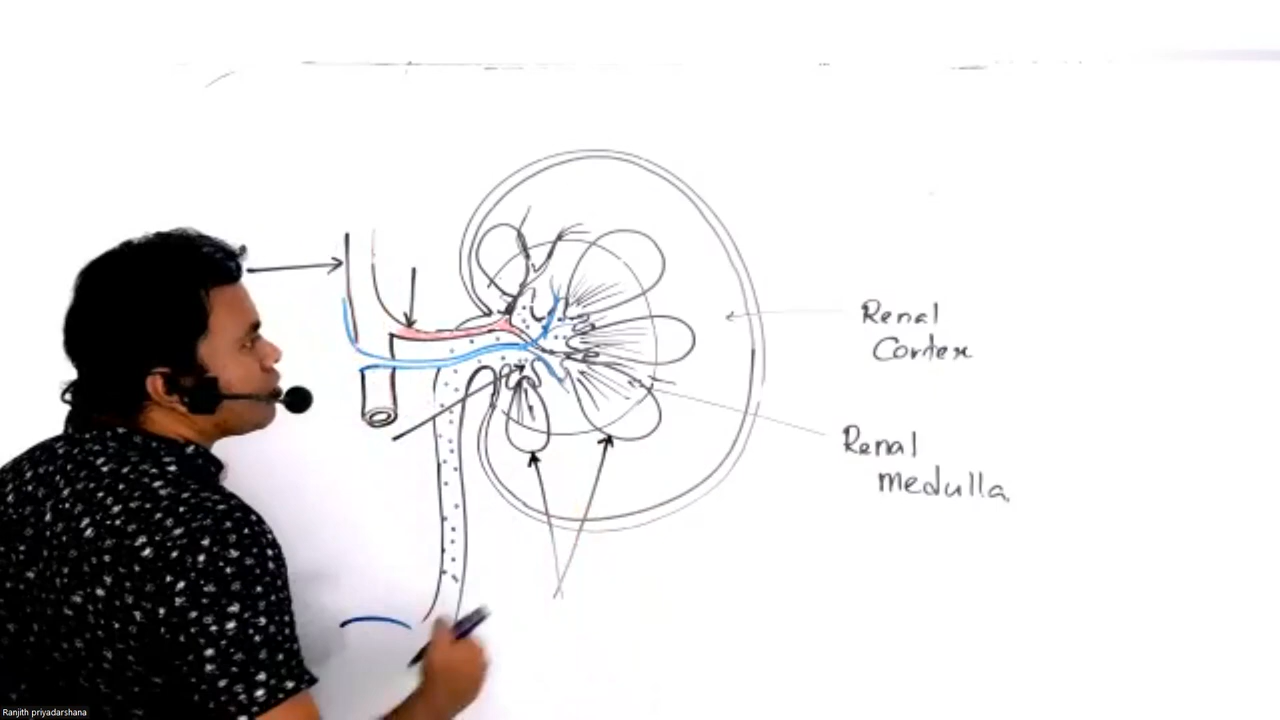 Renal
Cortex
Renal
medulla
Ranjith priyadarshana